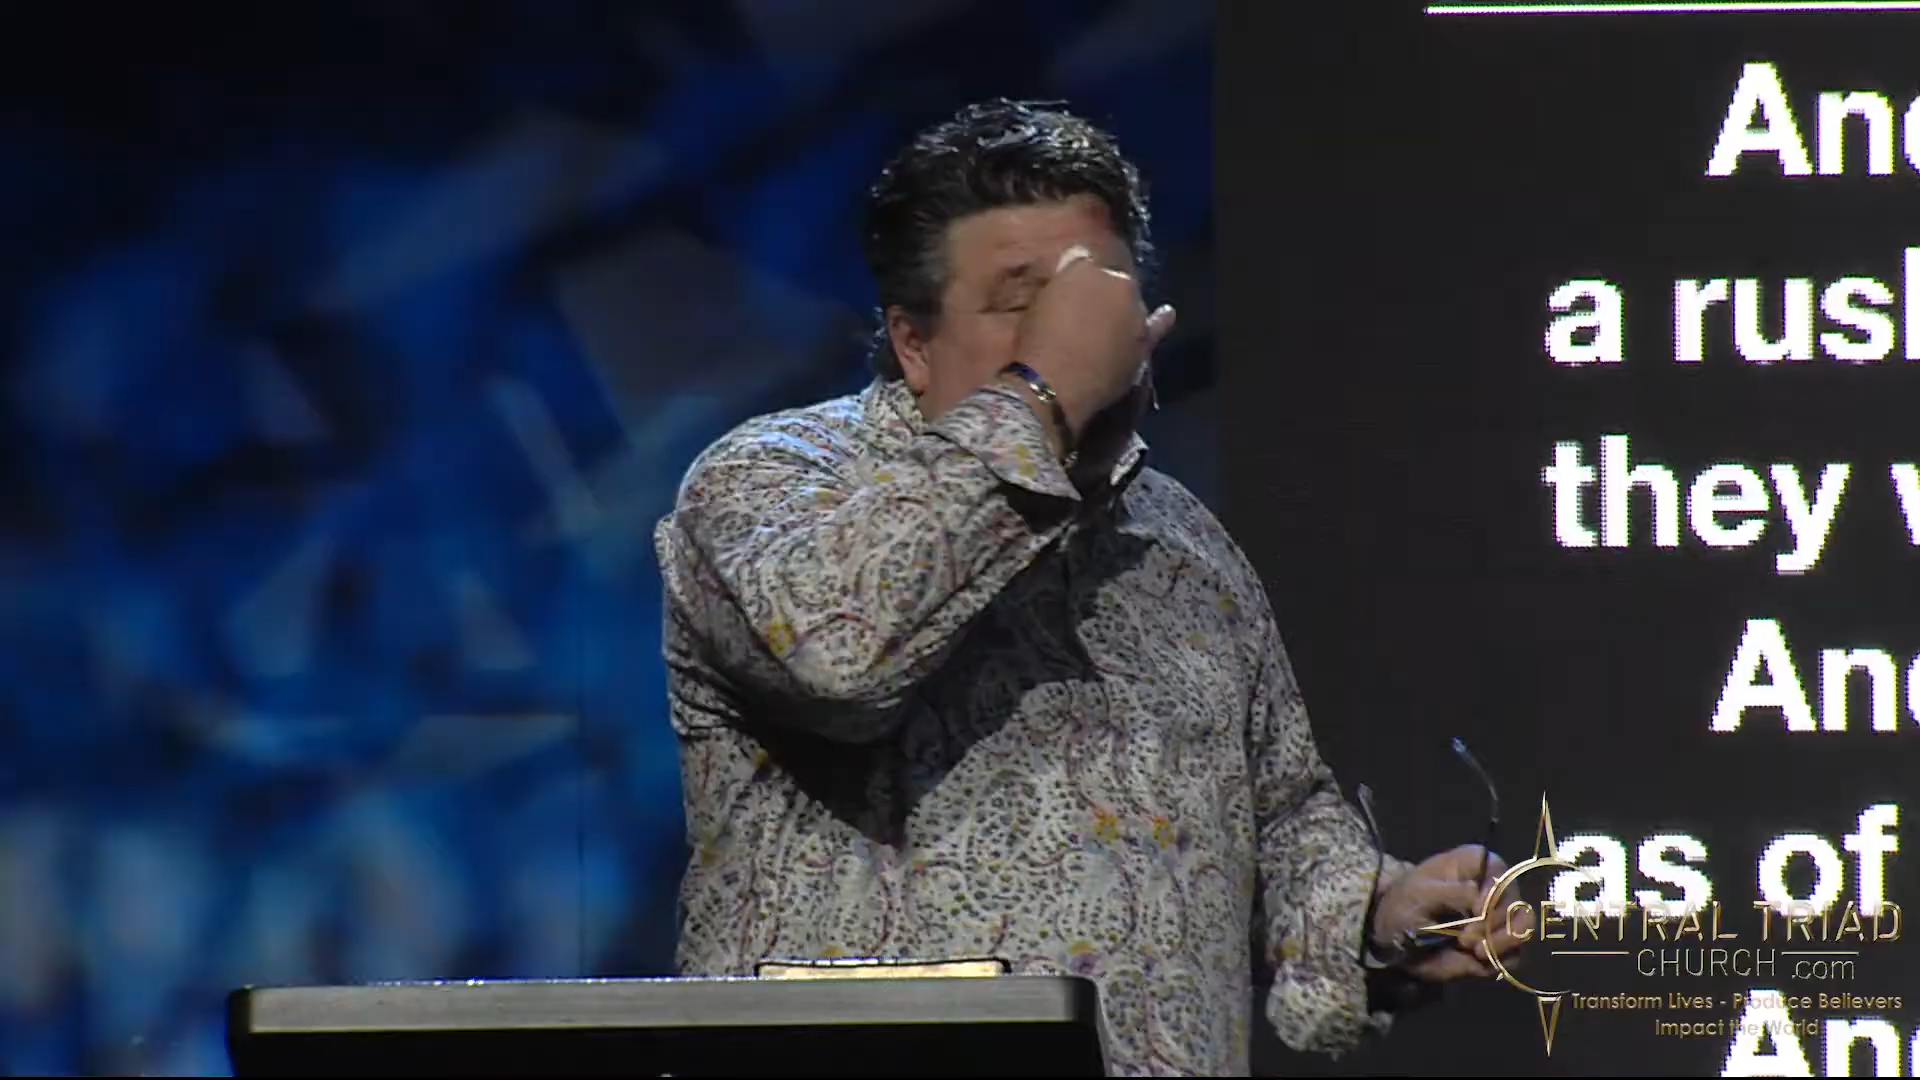 An
a rus
they
An
as of
CENTRAL TRIAD
CHURCH.com
Transform Lives - Produce Believers
Impact the World
An